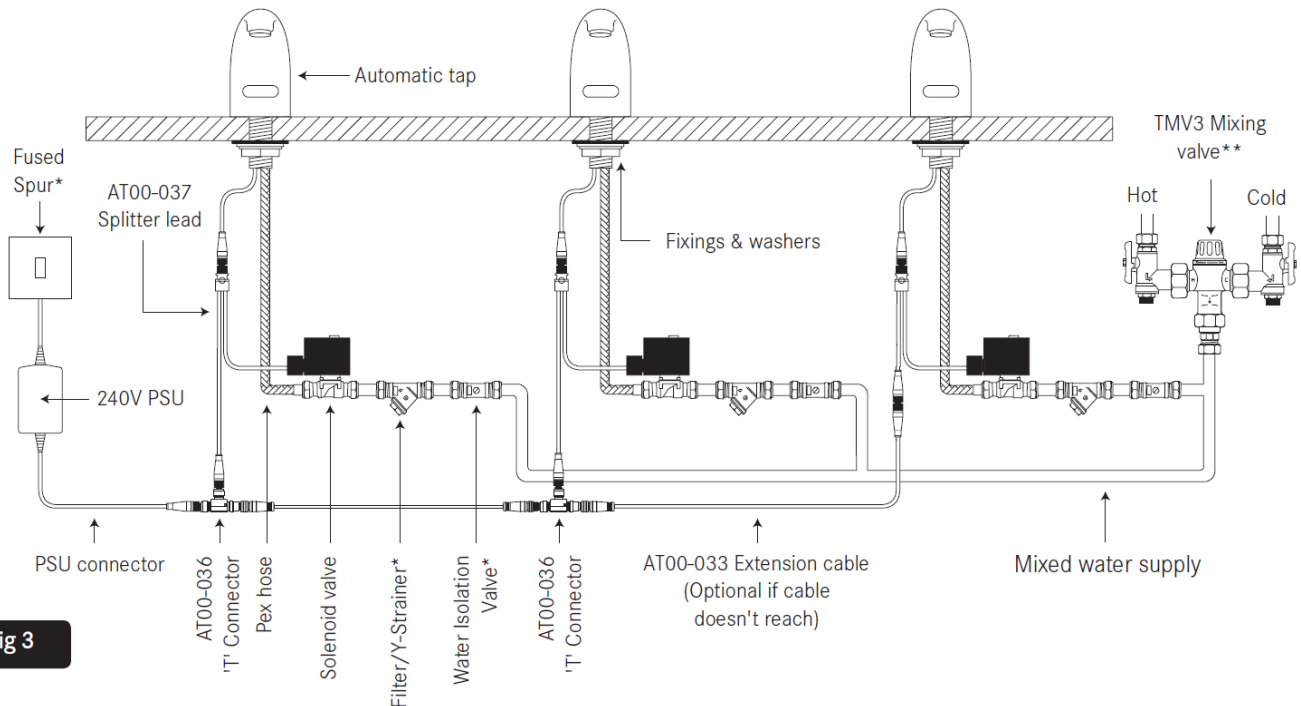 Automatic tap
TMV3 Mixing
valve**
Fused
Spur*
AT00-037
Splitter lead
Hot
Cold
Fixings & washers
H
C
240V PSU
PSU connector
AT00-036
'T' Connector
Pex hose
Solenoid valve
Filter/Y-Strainer*
Water Isolation
Valve*
AT00-036
'T' Connector
AT00-033 Extension cable
(Optional if cable
doesn't reach)
Mixed water supply
ig 3